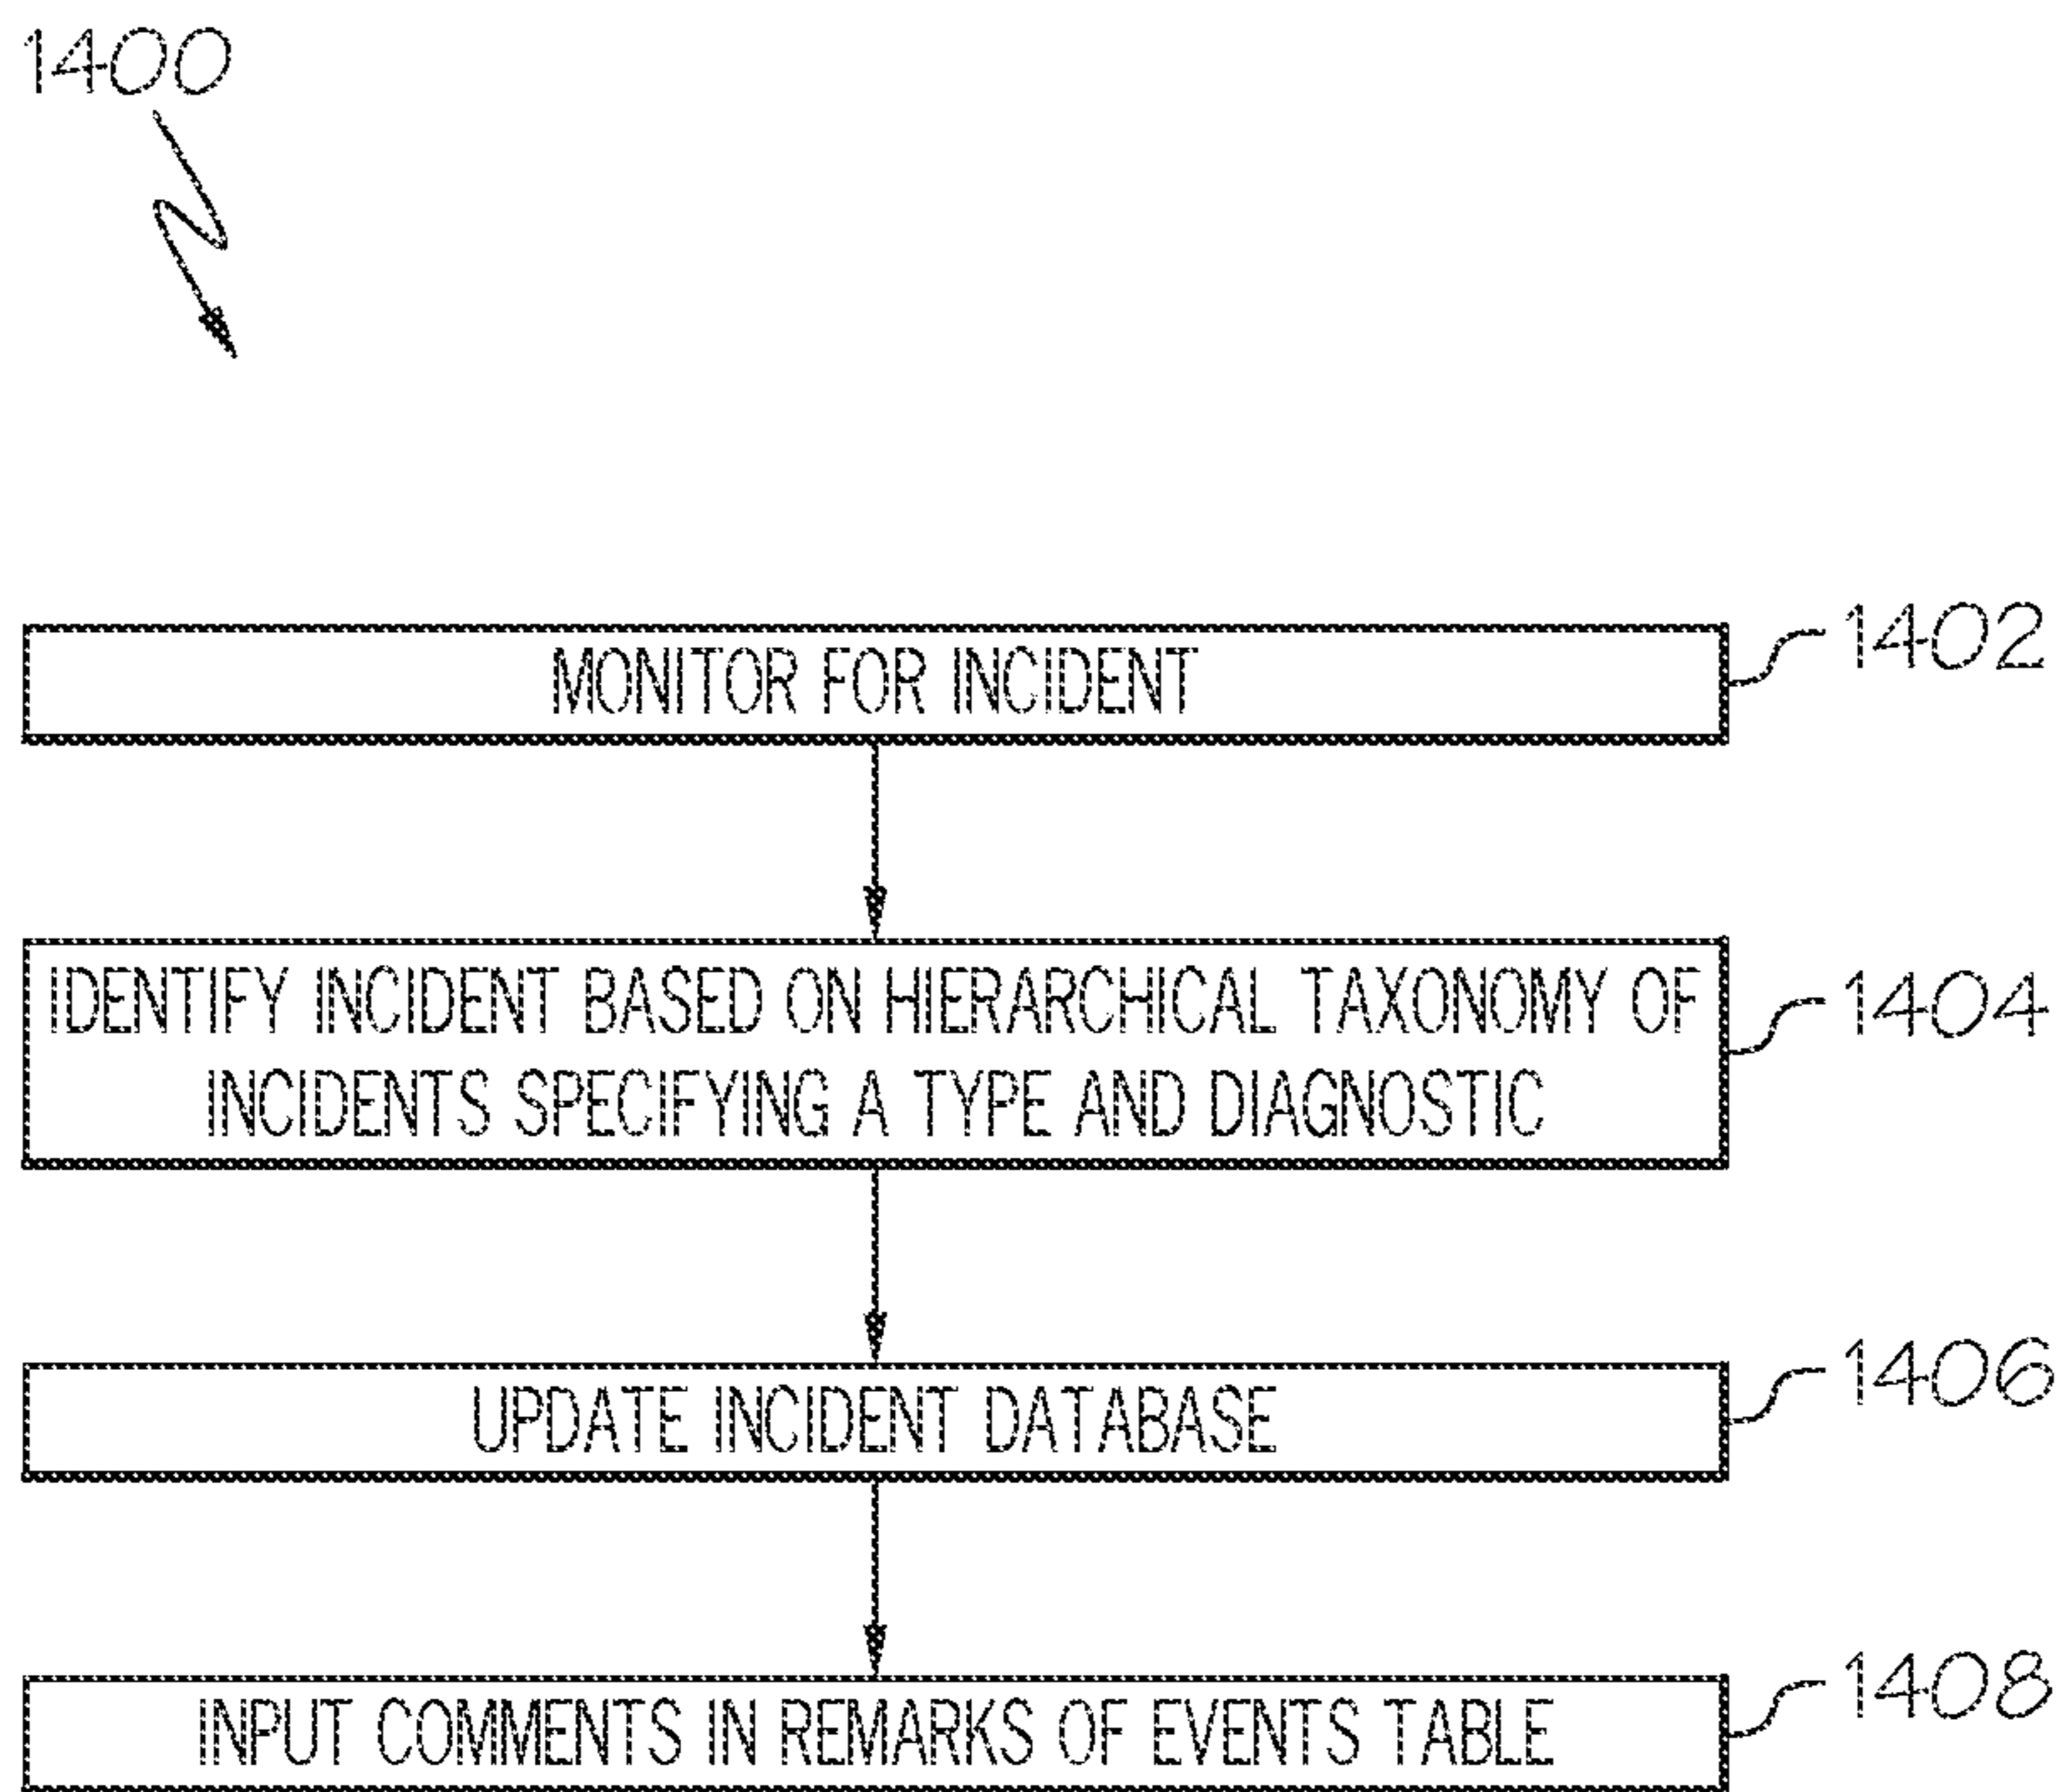 1400
MONITOR FOR INCIDENT
1402
IDENTIFY INCIDENT BASED ON HIERARCHICAL TAXONOMY OF
INCIDENTS SPECIFYING A TYPE AND DIAGNOSTIC
1404
UPDATE INCIDENT DATABASE
1406
INPUT COMMENTS IN REMARKS OF EVENTS TABLE
1408